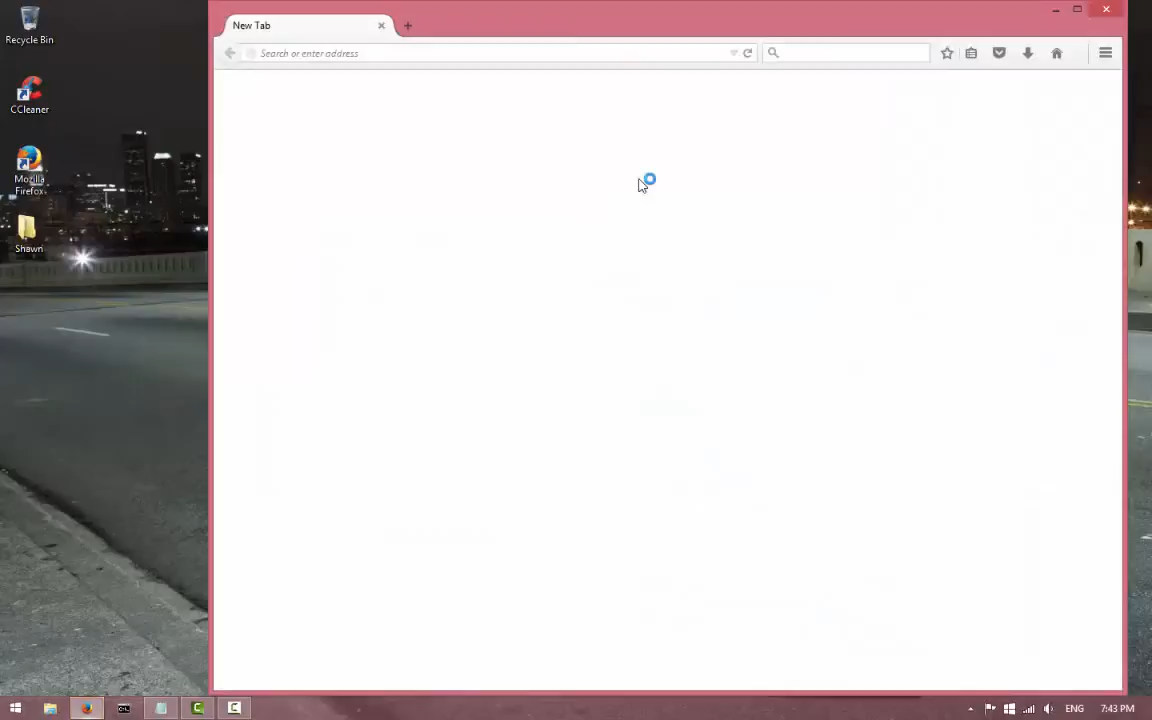 New Tab
Recycle Bin
Search or enter address
CCleaner
Mozilla
Firefox
Shawn
ENG
7:43 PM